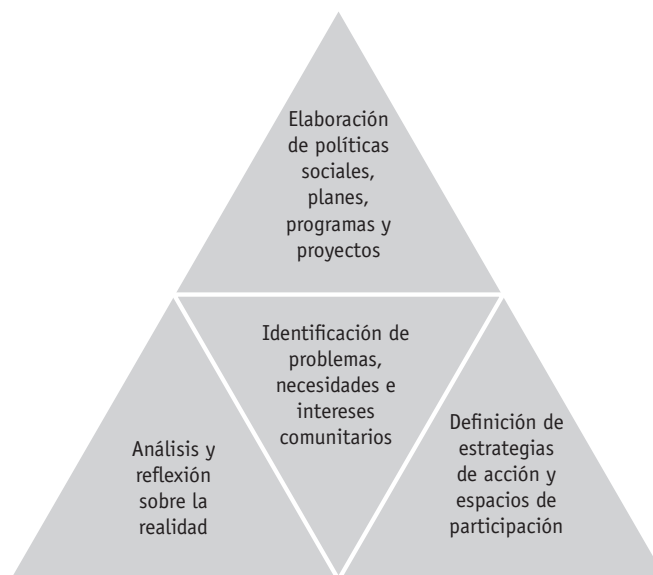 Elaboración
de políticas
sociales,
planes,
programas y
proyectos
Identificación de
problemas,
necesidades e
intereses
comunitarios
Análisis y
reflexión
sobre la
realidad
Definición de
estrategias
de acción y
espacios de
participación